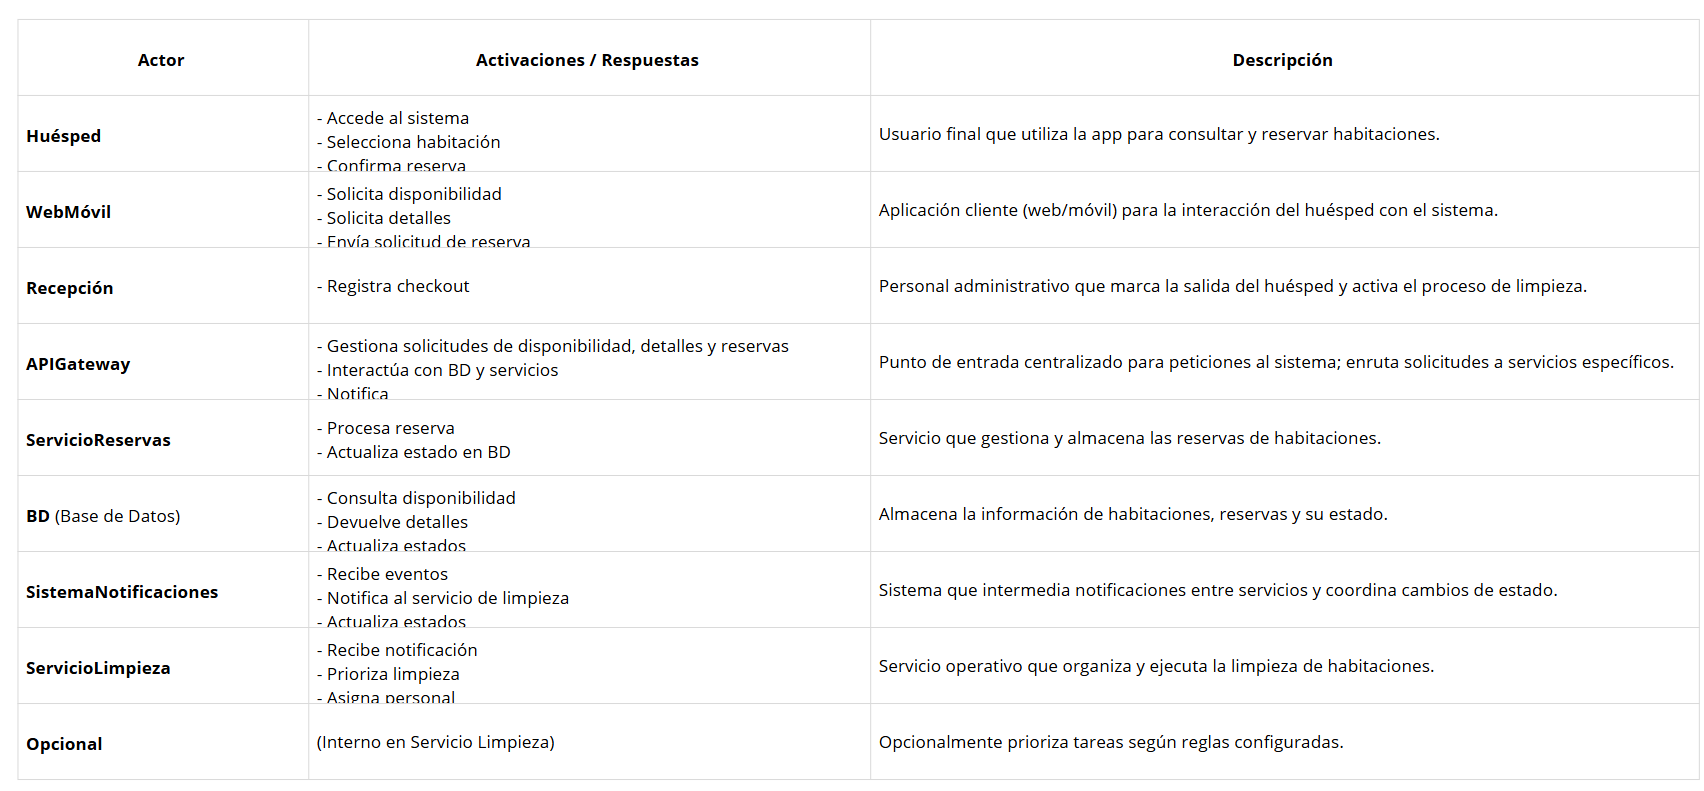 Actor
Activaciones / Respuestas
Descripción
Huésped
- Accede al sistema
- Selecciona habitación
- Confirma reserva
Usuario final que utiliza la app para consultar y reservar habitaciones.
WebMóvil
- Solicita disponibilidad
- Solicita detalles
- Envía solicitud de reserva
Aplicación cliente (web/móvil) para la interacción del huésped con el sistema.
Recepción
- Registra checkout
Personal administrativo que marca la salida del huésped y activa el proceso de limpieza.
APIGateway
- Gestiona solicitudes de disponibilidad, detalles y reservas
- Interactúa con BD y servicios
- Notifica
Punto de entrada centralizado para peticiones al sistema; enruta solicitudes a servicios específicos.
ServicioReservas
- Procesa reserva
- Actualiza estado en BD
Servicio que gestiona y almacena las reservas de habitaciones.
BD (Base de Datos)
- Consulta disponibilidad
- Devuelve detalles
- Actualiza estados
Almacena la información de habitaciones, reservas y su estado.
SistemaNotificaciones
- Recibe eventos
- Notifica al servicio de limpieza
- Actualiza estados
Sistema que intermedia notificaciones entre servicios y coordina cambios de estado.
ServicioLimpieza
- Recibe notificación
- Prioriza limpieza
- Asigna personal
Servicio operativo que organiza y ejecuta la limpieza de habitaciones.
Opcional
(Interno en Servicio Limpieza)
Opcionalmente prioriza tareas según reglas configuradas.